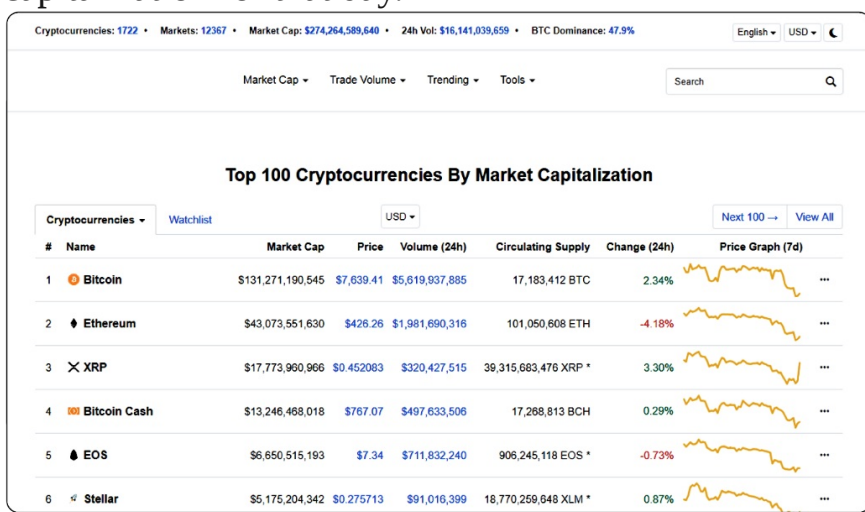 Cryptocurrencies: 1722 • Markets: 12367 • Market Cap: $274,264,589,640 • 24h Vol: $16,141,039,659 • BTC Dominance: 47.9% English USD
Market Cap Trade Volume Trending Tools Search
Top 100 Cryptocurrencies By Market Capitalization
Cryptocurrencies Watchlist USD Next 100 → View All
# Name Market Cap Price Volume (24h) Circulating Supply Change (24h) Price Graph (7d)
1 Bitcoin $131,271,190,545 $7,639.41 $5,619,937,885 17,183,412 BTC 2.34% ...
2 Ethereum $43,073,551,630 $426.26 $1,981,690,316 101,050,608 ETH -4.18% ...
3 XRP $17,773,960,966 $0.452083 $320,427,515 39,315,683,476 XRP * 3.30% ...
4 Bitcoin Cash $13,246,468,018 $767.07 $497,633,506 17,268,813 BCH 0.29% ...
5 EOS $6,650,515,193 $7.34 $711,832,240 906,245,118 EOS * -0.73% ...
6 Stellar $5,175,204,342 $0.275713 $91,016,399 18,770,259,648 XLM * 0.87% ...